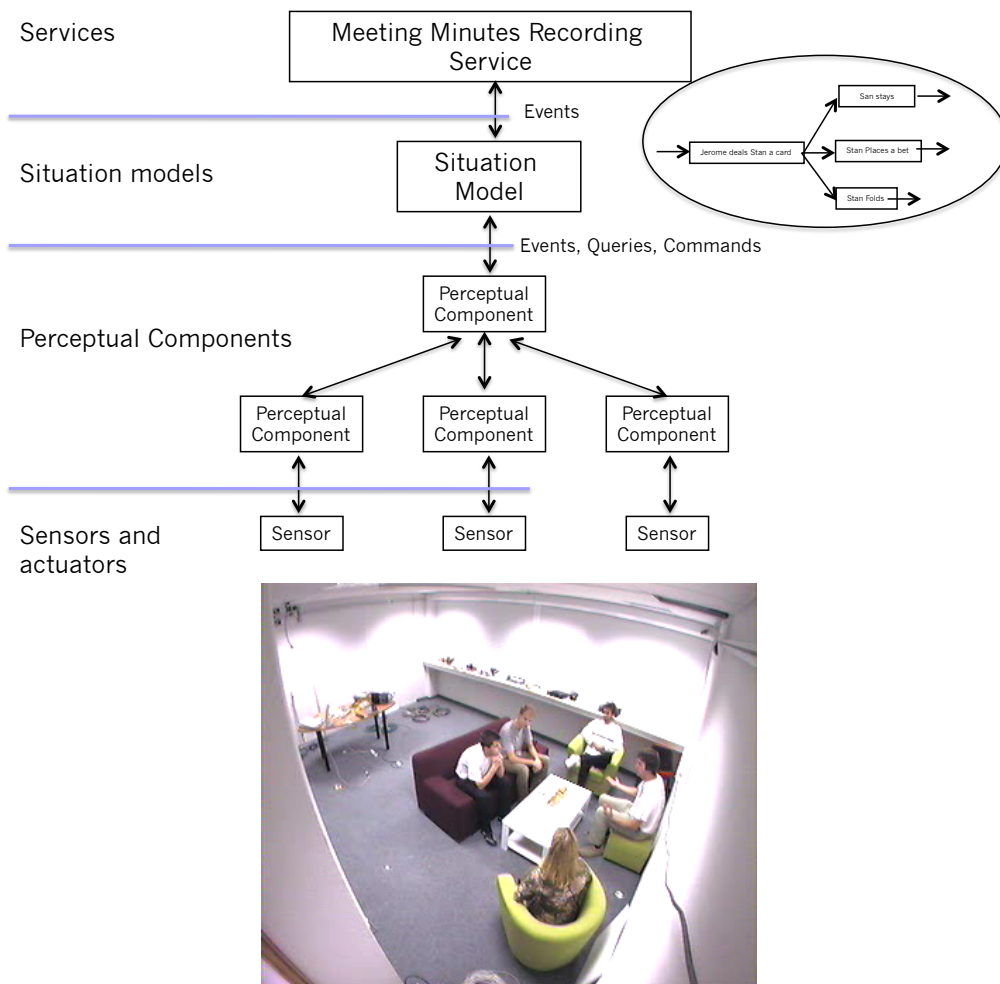 Services
Meeting Minutes Recording
Service
Events
San stays
Jerome deals Stan a card
Stan Places a bet
Stan Folds
Situation models
Situation
Model
Events, Queries, Commands
Perceptual Components
Perceptual
Component
Perceptual
Component
Perceptual
Component
Perceptual
Component
Sensors and
actuators
Sensor
Sensor
Sensor